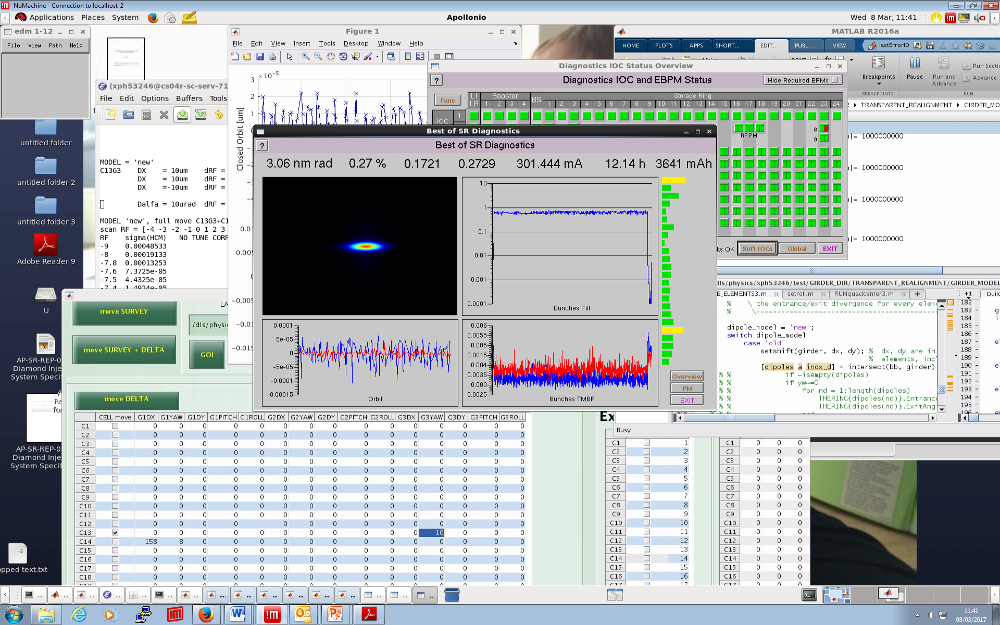 NoMachine - Connection to localhost-2
Applications Places System
Apollonio
Wed 8 Mar, 11:41
edm 1-12
File View Path Help
untitled folder
untitled folder 2
untitled folder 3
Adobe Reader 9
U
AP-SR-REP-0
Diamond Inje
System Specif
AP-SR-REP-0
Diamond Inje
System Specif
opped text.txt
(xph53246@cs04r-sc-serv-71
File Edit Options Buffers Tools
MODEL = 'new'
C13G3 DX = 10um dRF =
DX = 10um dRF =
DX =-10um dRF =
Dalfa = 10urad dRF =
MODEL 'new', full move C13G3+C1
scan RF = [-4 -3 -2 -1 0 1 2 3
RF sigma(HCM) NO TUNE CORR
-9 0.00048533
-8 0.00019133
-7.8 0.00013253
-7.6 7.3725e-05
-7.5 4.4325e-05
-7.4 1.4924e-05
Figure 1
File Edit View Insert Tools Desktop Window Help
× 10⁻⁵
3
2
1
Closed Orbit [um]
0.01
0.005
-0.005
-0.01
-0.015
Diagnostics IOC Status Overview
Diagnostics IOC and EBPM Status
Hide Required BPMs
Fans
LI LB Booster BS Storage Ring
1 2 3 4 1 2 3 4 5 6 7 8 9 10 11 12 13 14 15 16 17 18 19 20 21 22 23 24
IOC 1
RF PM
8
9
ks OK Soft IOCs Global EXIT
Best of SR Diagnostics
Best of SR Diagnostics
3.06 nm rad 0.27 % 0.1721 0.2729 301.444 mA 12.14 h 3641 mAh
10
1
0.1
0.01
0.001
0.0001
Bunches Fill
0.0001
5e-05
0
-5e-05
-0.0001
-0.00015
Orbit
0.006
0.0055
0.005
0.0045
0.004
0.0035
0.003
0.0025
Bunches TMBF
Overview
PM
EXIT
MATLAB R2016a
HOME PLOTS APPS SHORT... EDIT... PUBL... VIEW
lastErrorID
Breakpoints
Pause
Run and Advance
Run Sectio
Advance
BREAKPOINTS RUN
TRANSPARENT_REALIGNMENT GIRDER_MO
|= 1000000000
|= 1000000000
|= 1000000000
|= 1000000000
dls/physics/xph53246/test/GIRDER_DIR/TRANSPARENT_REALIGNMENT/GIRDER_MODEL
E_ELEMENTS3.m setroll.m RUNquadcenter3.m + +1 build
% \ the entrance/exit divergence for every eleme
% \------------------------------------------
dipole_model = 'new';
switch dipole_model
case 'old'
setshift(girder, dx, dy); % dx, dy are in
% elements, incl
[dipoles a indx_d] = intersect(bb, girder)
% % if ~isempty(dipoles)
% % if yw~=0
% % for nd = 1:length(dipoles)
% % THERING{dipoles(nd)}.Entranc
% % THERING{dipoles(nd)}.ExitAng
182
183
184
185
186
187
188
189
190
191
192
193
194
195
196
Busy
move SURVEY
move SURVEY + DELTA
/dls/physi
GO!
move DELTA
Ex
CELL move G1DX G1YAW G1DY G1PITCH G1ROLL G2DX G2YAW G2DY G2PITCH G2ROLL G3DX G3YAW G3DY G3PITCH G3ROLL
C1 0 0 0 0 0 0 0 0 0 0 0 0 0 0 0
C2 0 0 0 0 0 0 0 0 0 0 0 0 0 0 0
C3 0 0 0 0 0 0 0 0 0 0 0 0 0 0 0
C4 0 0 0 0 0 0 0 0 0 0 0 0 0 0 0
C5 0 0 0 0 0 0 0 0 0 0 0 0 0 0 0
C6 0 0 0 0 0 0 0 0 0 0 0 0 0 0 0
C7 0 0 0 0 0 0 0 0 0 0 0 0 0 0 0
C8 0 0 0 0 0 0 0 0 0 0 0 0 0 0 0
C9 0 0 0 0 0 0 0 0 0 0 0 0 0 0 0
C10 0 0 0 0 0 0 0 0 0 0 0 0 0 0 0
C11 0 0 0 0 0 0 0 0 0 0 0 0 0 0 0
C12 0 0 0 0 0 0 0 0 0 0 0 0 0 0 0
C13 0 0 0 0 0 0 0 0 0 0 0 10 0 0 0
C14 158 8 0 0 0 0 0 0 0 0 0 0 0 0 0
C15 0 0 0 0 0 0 0 0 0 0 0 0 0 0 0
C16 0 0 0 0 0 0 0 0 0 0 0 0 0 0 0
C17 0 0 0 0 0 0 0 0 0 0 0 0 0 0 0
C18 0 0 0 0 0 0 0 0 0 0 0 0 0 0 0
C1 1
C2 2
C3 3
C4 4
C5 5
C6 6
C7 7
C8 8
C9 9
C10 10
C11 11
C12 12
C13 13
C14 14
C15 15
C16 16
C1 0 0 0
C2 0 0 0
C3 0 0 0
C4 0 0 0
C5 0 0 0
C6 0 0 0
C7 0 0 0
C8 0 0 0
C9 0 0 0
C10 0 0 0
C11 0 0 0
C12 0 0 0
C13 0 0 0
C14 0 0 0
C15 0 0 0
C16 0 0 0
11:41
08/03/2017